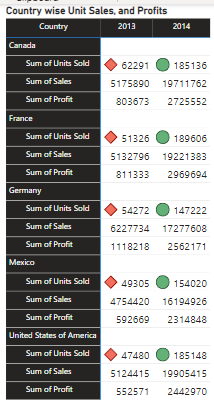 Country wise Unit Sales, and Profits
Country 2013 2014
Canada
Sum of Units Sold 62291 185136
Sum of Sales 5175890 19711762
Sum of Profit 803673 2725552
France
Sum of Units Sold 51326 189606
Sum of Sales 5132796 19221383
Sum of Profit 811333 2969694
Germany
Sum of Units Sold 54272 147222
Sum of Sales 6227734 17277608
Sum of Profit 1118218 2562171
Mexico
Sum of Units Sold 49305 154020
Sum of Sales 4754420 16194926
Sum of Profit 592669 2314848
United States of America
Sum of Units Sold 47480 185148
Sum of Sales 5124415 19905415
Sum of Profit 552571 2442970